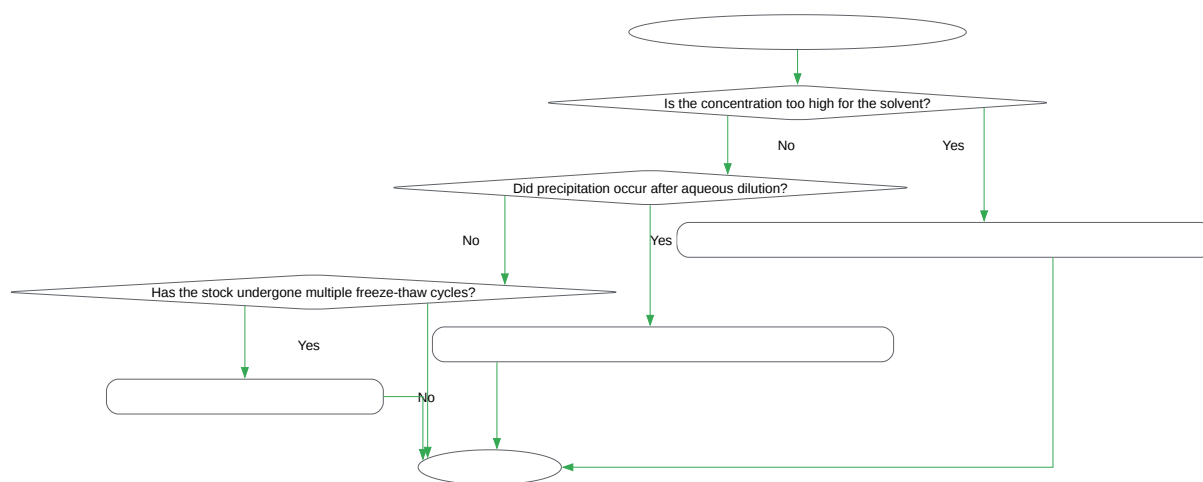 Is the concentration too high for the solvent?
No
Yes
Did precipitation occur after aqueous dilution?
No
Yes
Has the stock undergone multiple freeze-thaw cycles?
Yes
No